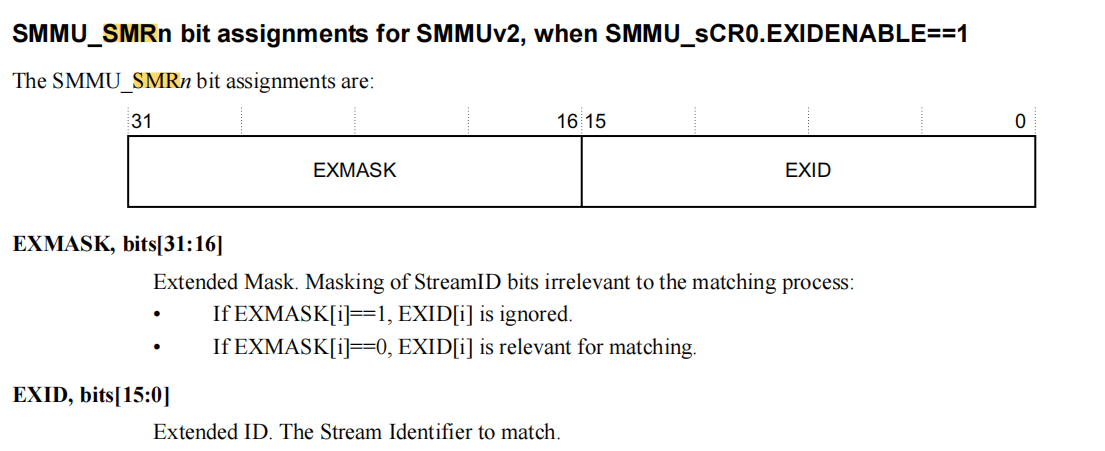 SMMU_SMRn bit assignments for SMMUv2, when SMMU_sCR0.EXIDENABLE==1
The SMMU_SMRn bit assignments are:
31 16 15 0
EXMASK EXID
EXMASK, bits[31:16]
Extended Mask. Masking of StreamID bits irrelevant to the matching process:
• If EXMASK[i]==1, EXID[i] is ignored.
• If EXMASK[i]==0, EXID[i] is relevant for matching.
EXID, bits[15:0]
Extended ID. The Stream Identifier to match.